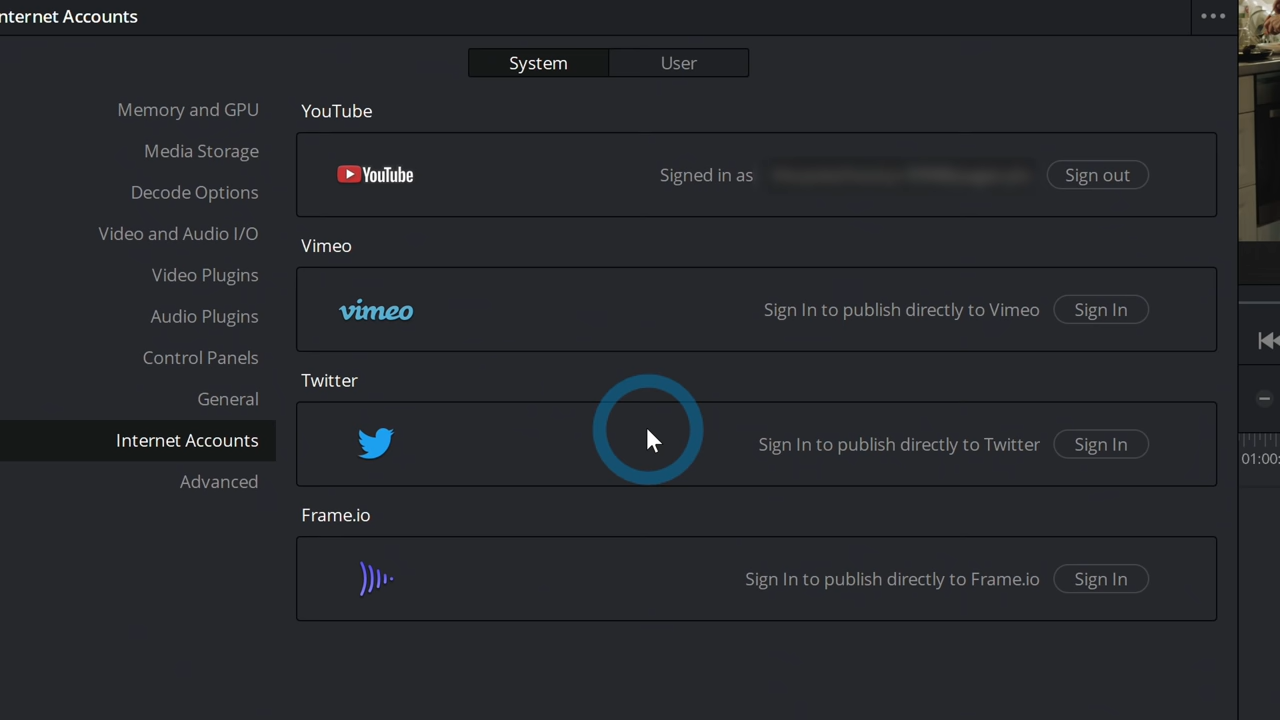 nternet Accounts
System
User
Memory and GPU
Media Storage
Decode Options
Video and Audio I/O
Video Plugins
Audio Plugins
Control Panels
General
Internet Accounts
Advanced
YouTube
YouTube
Signed in as
Sign out
Vimeo
vimeo
Sign In to publish directly to Vimeo
Sign In
Twitter
Sign In to publish directly to Twitter
Sign In
Frame.io
Sign In to publish directly to Frame.io
Sign In
01:00: